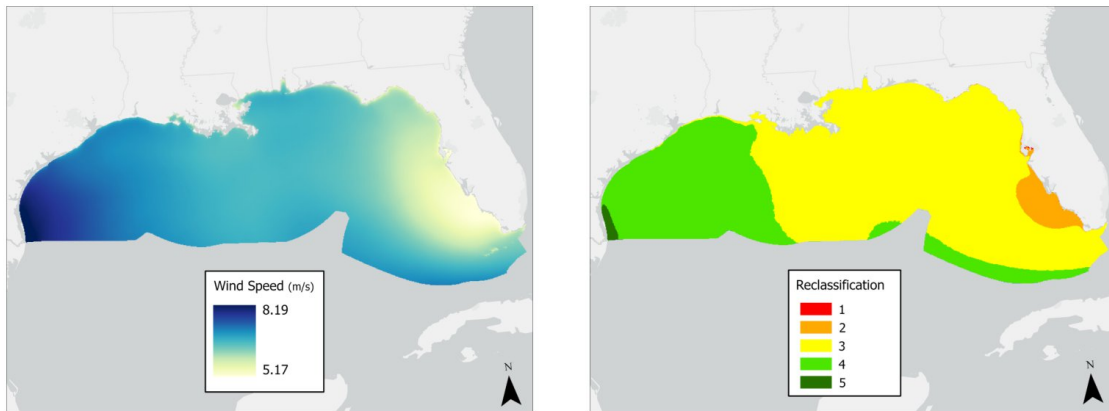 Wind Speed (m/s)
8.19
5.17
N
Reclassification
1
2
3
4
5
N